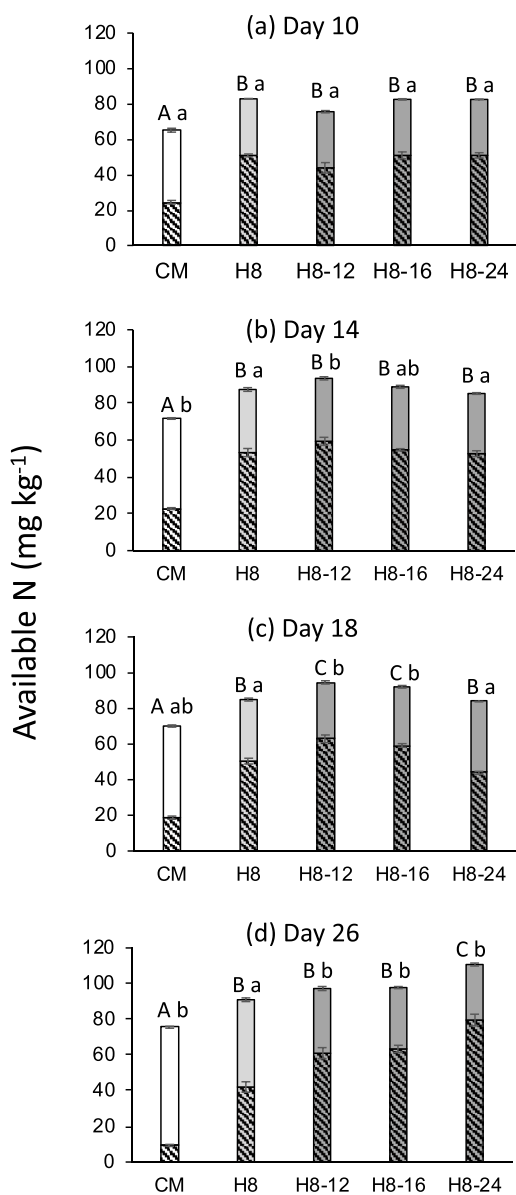 Available N (mg kg-1)
(a) Day 10
120
100
80
60
40
20
0
A a
B a
B a
B a
B a
CM
H8
H8-12
H8-16
H8-24
(b) Day 14
120
100
80
60
40
20
0
A b
B a
B b
B ab
B a
CM
H8
H8-12
H8-16
H8-24
(c) Day 18
120
100
80
60
40
20
0
A ab
B a
C b
C b
B a
CM
H8
H8-12
H8-16
H8-24
(d) Day 26
120
100
80
60
40
20
0
A b
B a
B b
B b
C b
CM
H8
H8-12
H8-16
H8-24